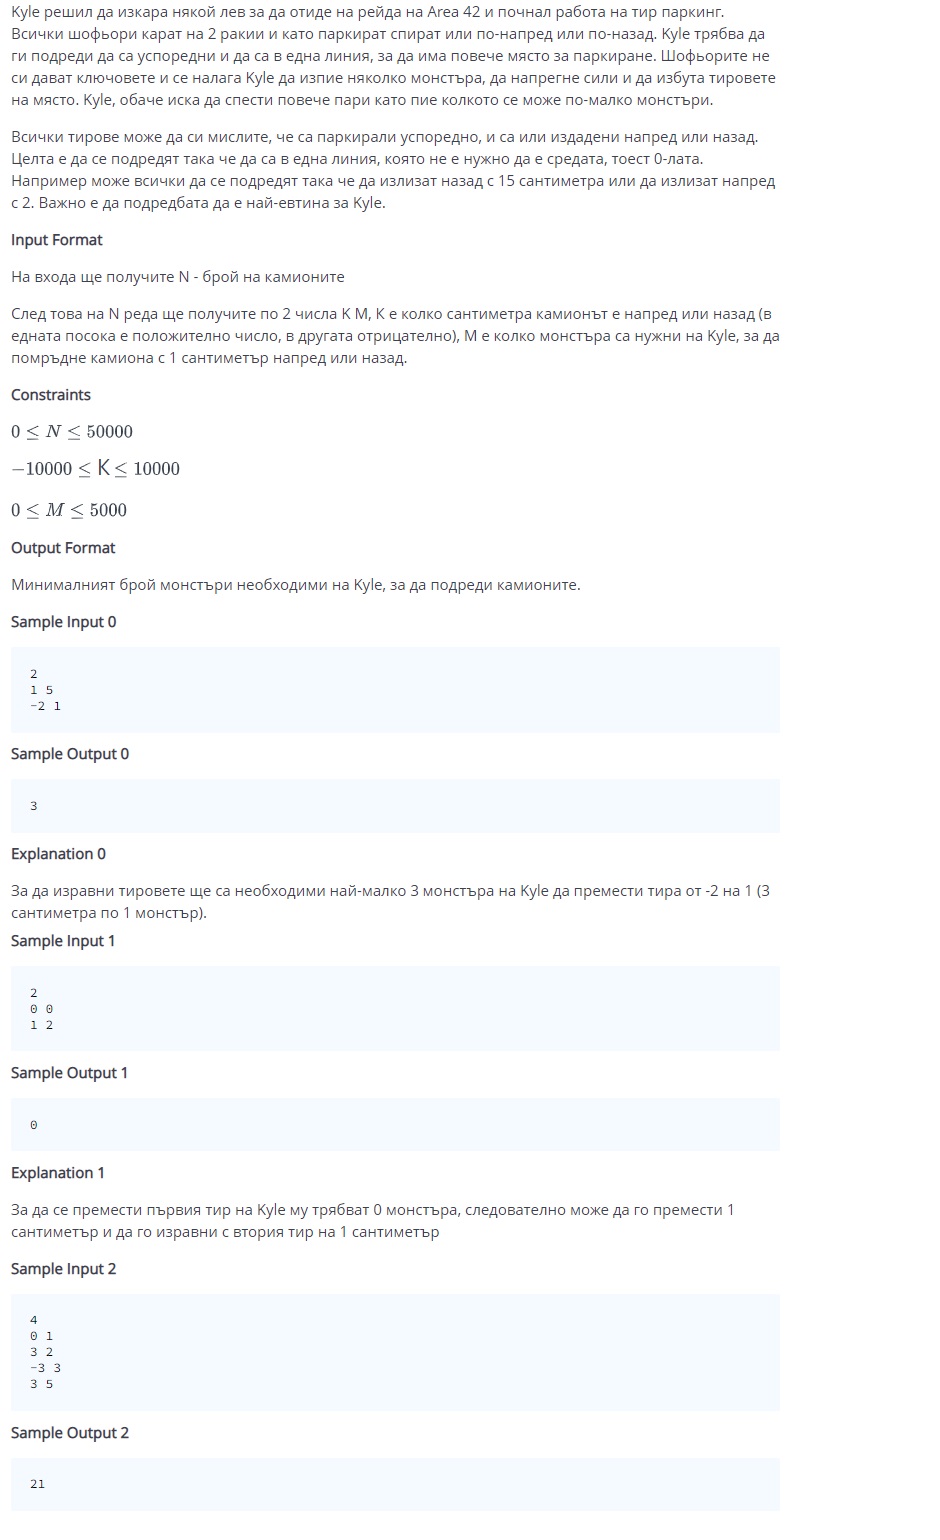 Kyle решил да изкара някой лев за да отиде на рейда на Area 42 и почнал работа на тир паркинг.
Всички шофьори карат на 2 ракии и като паркират спират или по-напред или по-назад. Kyle трябва да
ги подреди да са успоредни и да са в една линия, за да има повече място за паркиране. Шофьорите не
си дават ключовете и се налага Kyle да изпие няколко монстъра, да напрегне сили и да избута тировете
на място. Kyle, обаче иска да спести повече пари като пие колкото се може по-малко монстъри.
Всички тирове може да си мислите, че са паркирали успоредно, и са или издадени напред или назад.
Целта е да се подредят така че да са в една линия, която не е нужно да е средата, тоест 0-лата.
Например може всички да се подредят така че да излизат назад с 15 сантиметра или да излизат напред
с 2. Важно е да подредбата да е най-евтина за Kyle.
Input Format
На входа ще получите N - брой на камионите
След това на N реда ще получите по 2 числа K M, K е колко сантиметра камионът е напред или назад (в
едната посока е положително число, в другата отрицателно), M е колко монстъра са нужни на Kyle, за да
помръдне камиона с 1 сантиметър напред или назад.
Constraints
0 ≤ N ≤ 50000
−10000 ≤ K ≤ 10000
0 ≤ M ≤ 5000
Output Format
Минималният брой монстъри необходими на Kyle, за да подреди камионите.
Sample Input 0
2
1 5
-2 1
Sample Output 0
3
Explanation 0
За да изравни тировете ще са необходими най-малко 3 монстъра на Kyle да премести тира от -2 на 1 (3
сантиметра по 1 монстър).
Sample Input 1
2
0 0
1 2
Sample Output 1
0
Explanation 1
За да се премести първия тир на Kyle му трябват 0 монстъра, следователно може да го премести 1
сантиметър и да го изравни с втория тир на 1 сантиметър
Sample Input 2
4
0 1
3 2
-3 3
3 5
Sample Output 2
21